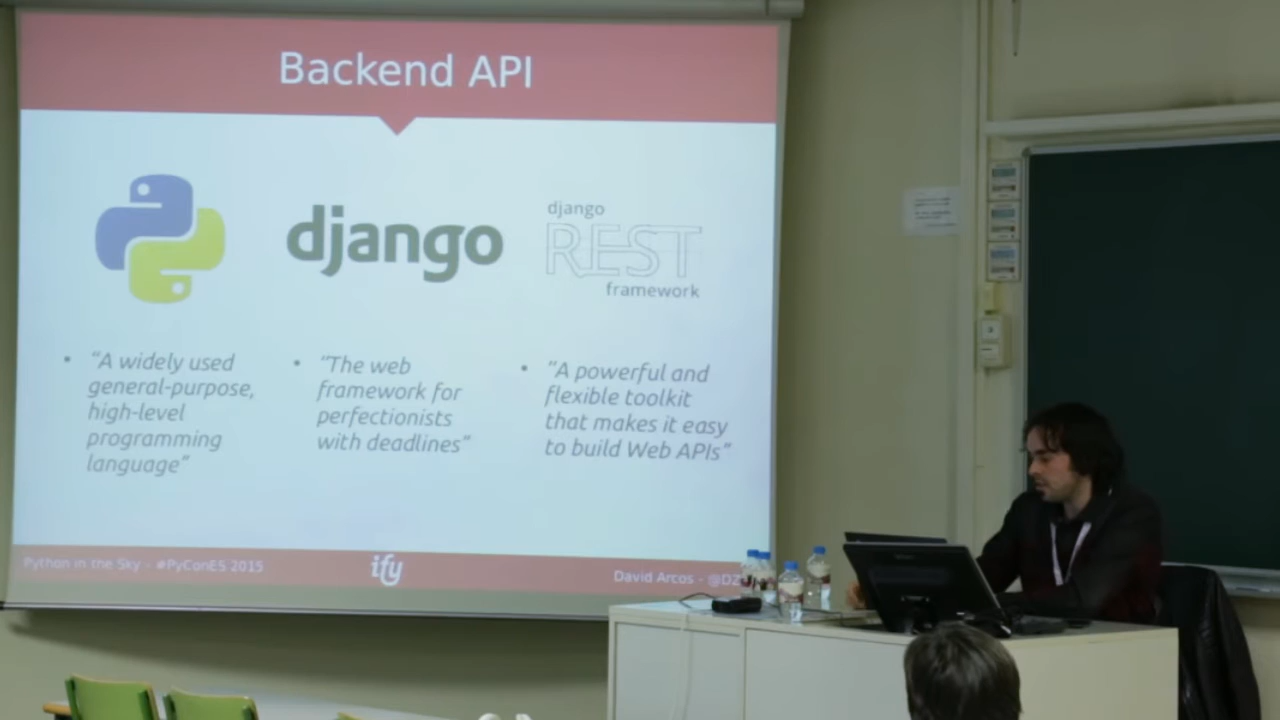 Backend API
django
django
REST
framework
• “A widely used
general-purpose,
high-level
programming
language”
• “The web
framework for
perfectionists
with deadlines”
• “A powerful and
flexible toolkit
that makes it easy
to build Web APIs”
Python in the Sky - #PyConES 2015
ify
David Arcos - @DZ